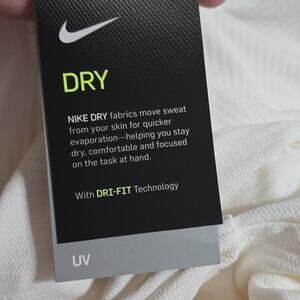 DRY
NIKE DRY fabrics move sweat
from your skin for quicker
evaporation—helping you stay
dry, comfortable and focused
on the task at hand.
With DRI-FIT Technology
UV